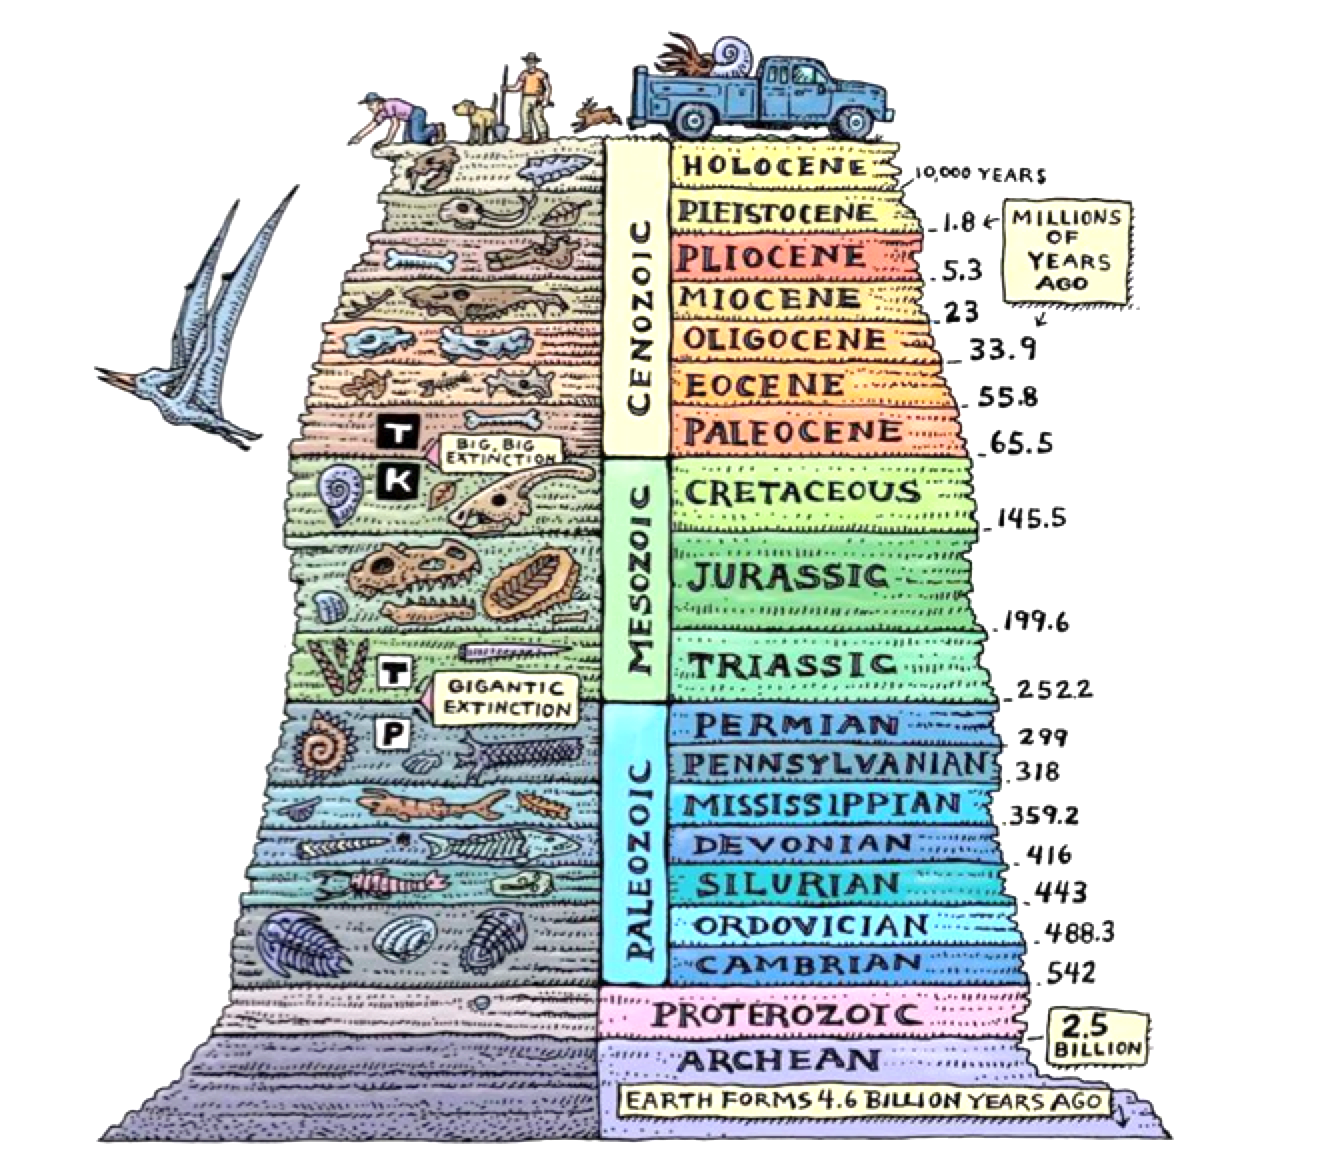 HOLOCENE
10,000 YEARS
PLEISTOCENE
1.8
MILLIONS
OF
YEARS
AGO
PLIOCENE
5.3
MIOCENE
23
OLIGOCENE
33.9
EOCENE
55.8
PALEOCENE
65.5
CENOZOIC
T
BIG, BIG
EXTINCTION
K
CRETACEOUS
145.5
JURASSIC
199.6
TRIASSIC
252.2
MESOZOIC
T
GIGANTIC
EXTINCTION
P
PERMIAN
299
PENNSYLVANIAN
318
MISSISSIPPIAN
359.2
DEVONIAN
416
SILURIAN
443
ORDOVICIAN
488.3
CAMBRIAN
542
PALEOZOIC
PROTEROZOIC
2.5
BILLION
ARCHEAN
EARTH FORMS 4.6 BILLION YEARS AGO